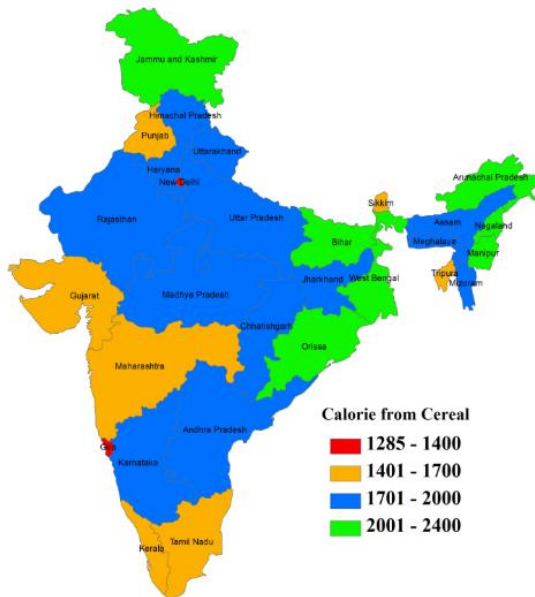 Jammu and Kashmir
Himachal Pradesh
Punjab
Uttarakhand
Haryana
New Delhi
Rajasthan
Uttar Pradesh
Sikkim
Arunachal Pradesh
Assam
Nagaland
Meghalaya
Manipur
Bihar
Tripura
Mizoram
Jharkhand
West Bengal
Gujarat
Madhya Pradesh
Chhatishgarh
Orissa
Maharashtra
Goa
Andhra Pradesh
Karnataka
Kerala
Tamil Nadu
Calorie from Cereal
1285 - 1400
1401 - 1700
1701 - 2000
2001 - 2400